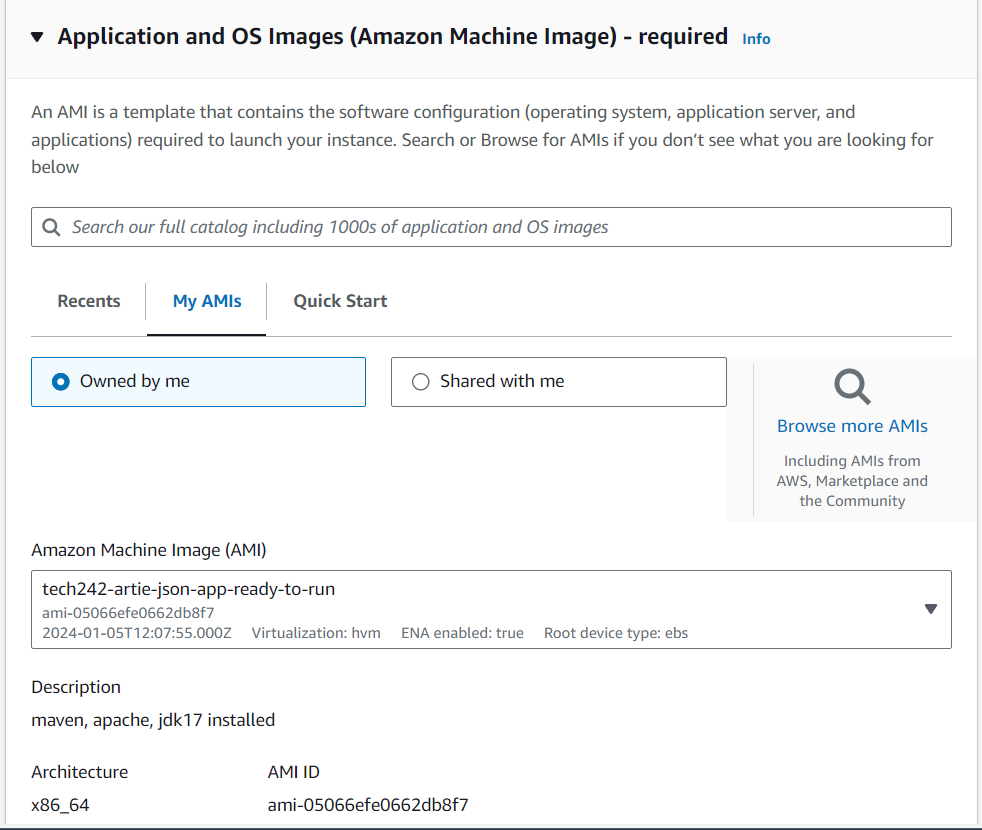 Application and OS Images (Amazon Machine Image) - required Info
An AMI is a template that contains the software configuration (operating system, application server, and
applications) required to launch your instance. Search or Browse for AMIs if you don’t see what you are looking for
below
Search our full catalog including 1000s of application and OS images
Recents My AMIs Quick Start
Owned by me Shared with me
Browse more AMIs
Including AMIs from
AWS, Marketplace and
the Community
Amazon Machine Image (AMI)
tech242-artie-json-app-ready-to-run
ami-05066efe0662db8f7
2024-01-05T12:07:55.000Z Virtualization: hvm ENA enabled: true Root device type: ebs
Description
maven, apache, jdk17 installed
Architecture AMI ID
x86_64 ami-05066efe0662db8f7